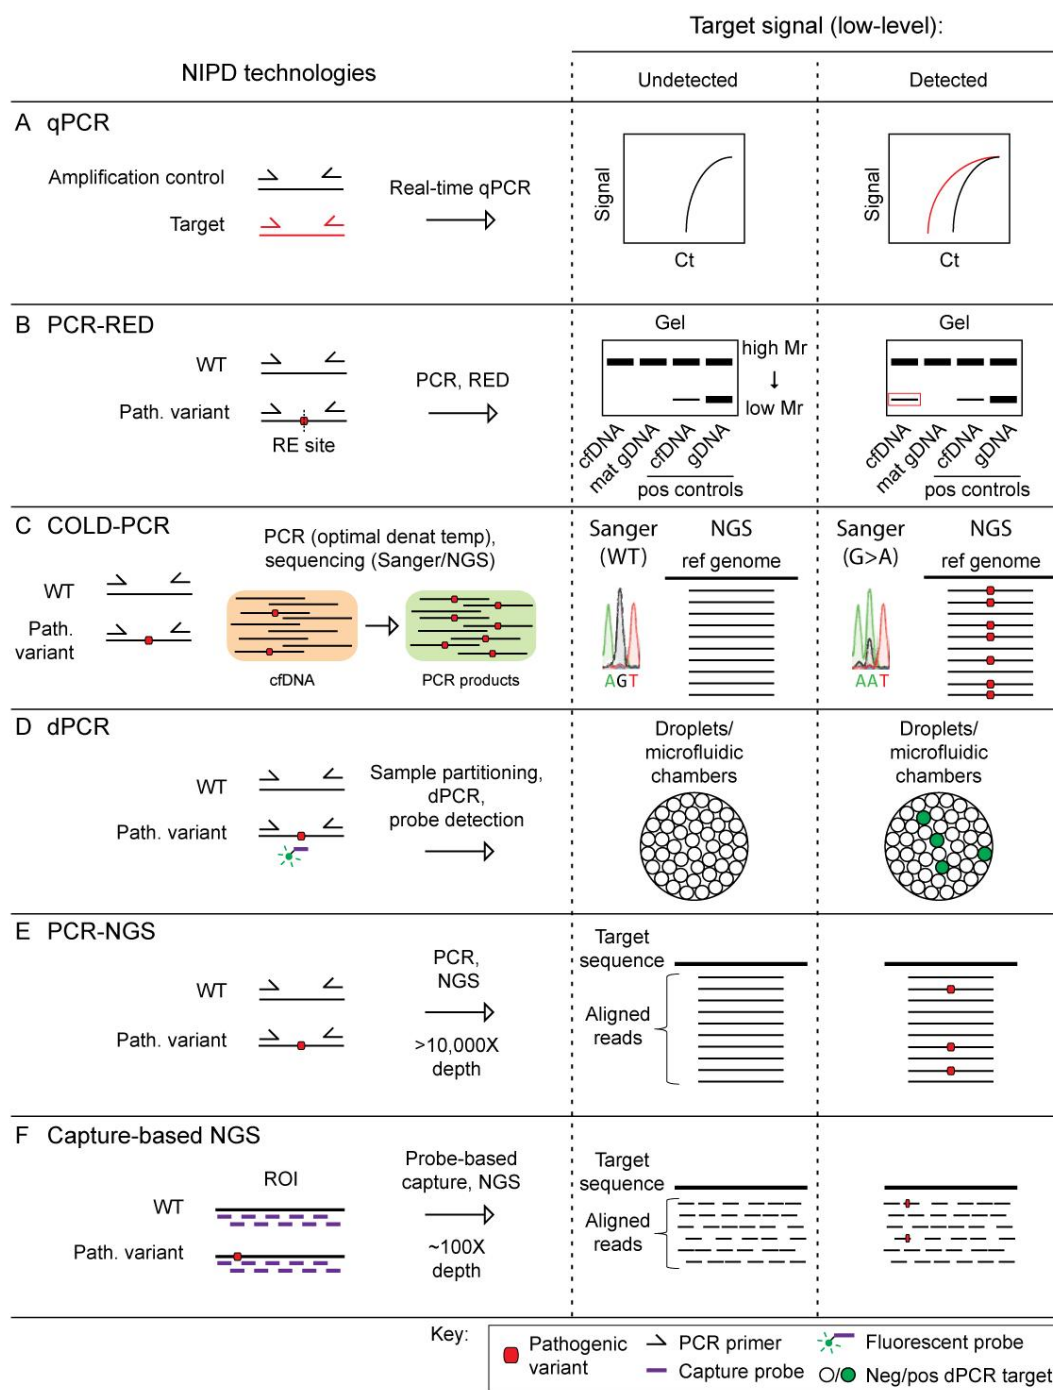 Target signal (low-level):
NIPD technologies
Undetected
Detected
A qPCR
Amplification control
Target
Real-time qPCR
Signal
Ct
Signal
Ct
B PCR-RED
WT
Path. variant
RE site
PCR, RED
Gel
high Mr
↓
low Mr
cfDNA
mat gDNA
cfDNA
gDNA
pos controls
Gel
cfDNA
mat gDNA
cfDNA
gDNA
pos controls
C COLD-PCR
WT
Path.
variant
PCR (optimal denat temp),
sequencing (Sanger/NGS)
cfDNA
PCR products
Sanger
(WT)
AGT
NGS
ref genome
Sanger
(G>A)
AAT
NGS
ref genome
D dPCR
WT
Path. variant
Sample partitioning,
dPCR,
probe detection
Droplets/
microfluidic
chambers
Droplets/
microfluidic
chambers
E PCR-NGS
WT
Path. variant
PCR,
NGS
>10,000X
depth
Target
sequence
Aligned
reads
F Capture-based NGS
ROI
WT
Path. variant
Probe-based
capture, NGS
~100X
depth
Target
sequence
Aligned
reads
Key:
Pathogenic
variant
PCR primer
Capture probe
Fluorescent probe
Neg/pos dPCR target